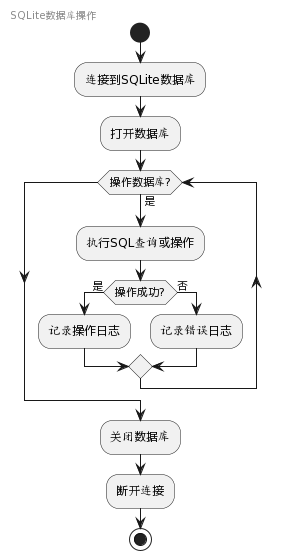 SQLite数据库操作
连接到SQLite数据库
打开数据库
操作数据库?
是
执行SQL查询或操作
是
操作成功?
否
记录操作日志
记录错误日志
关闭数据库
断开连接